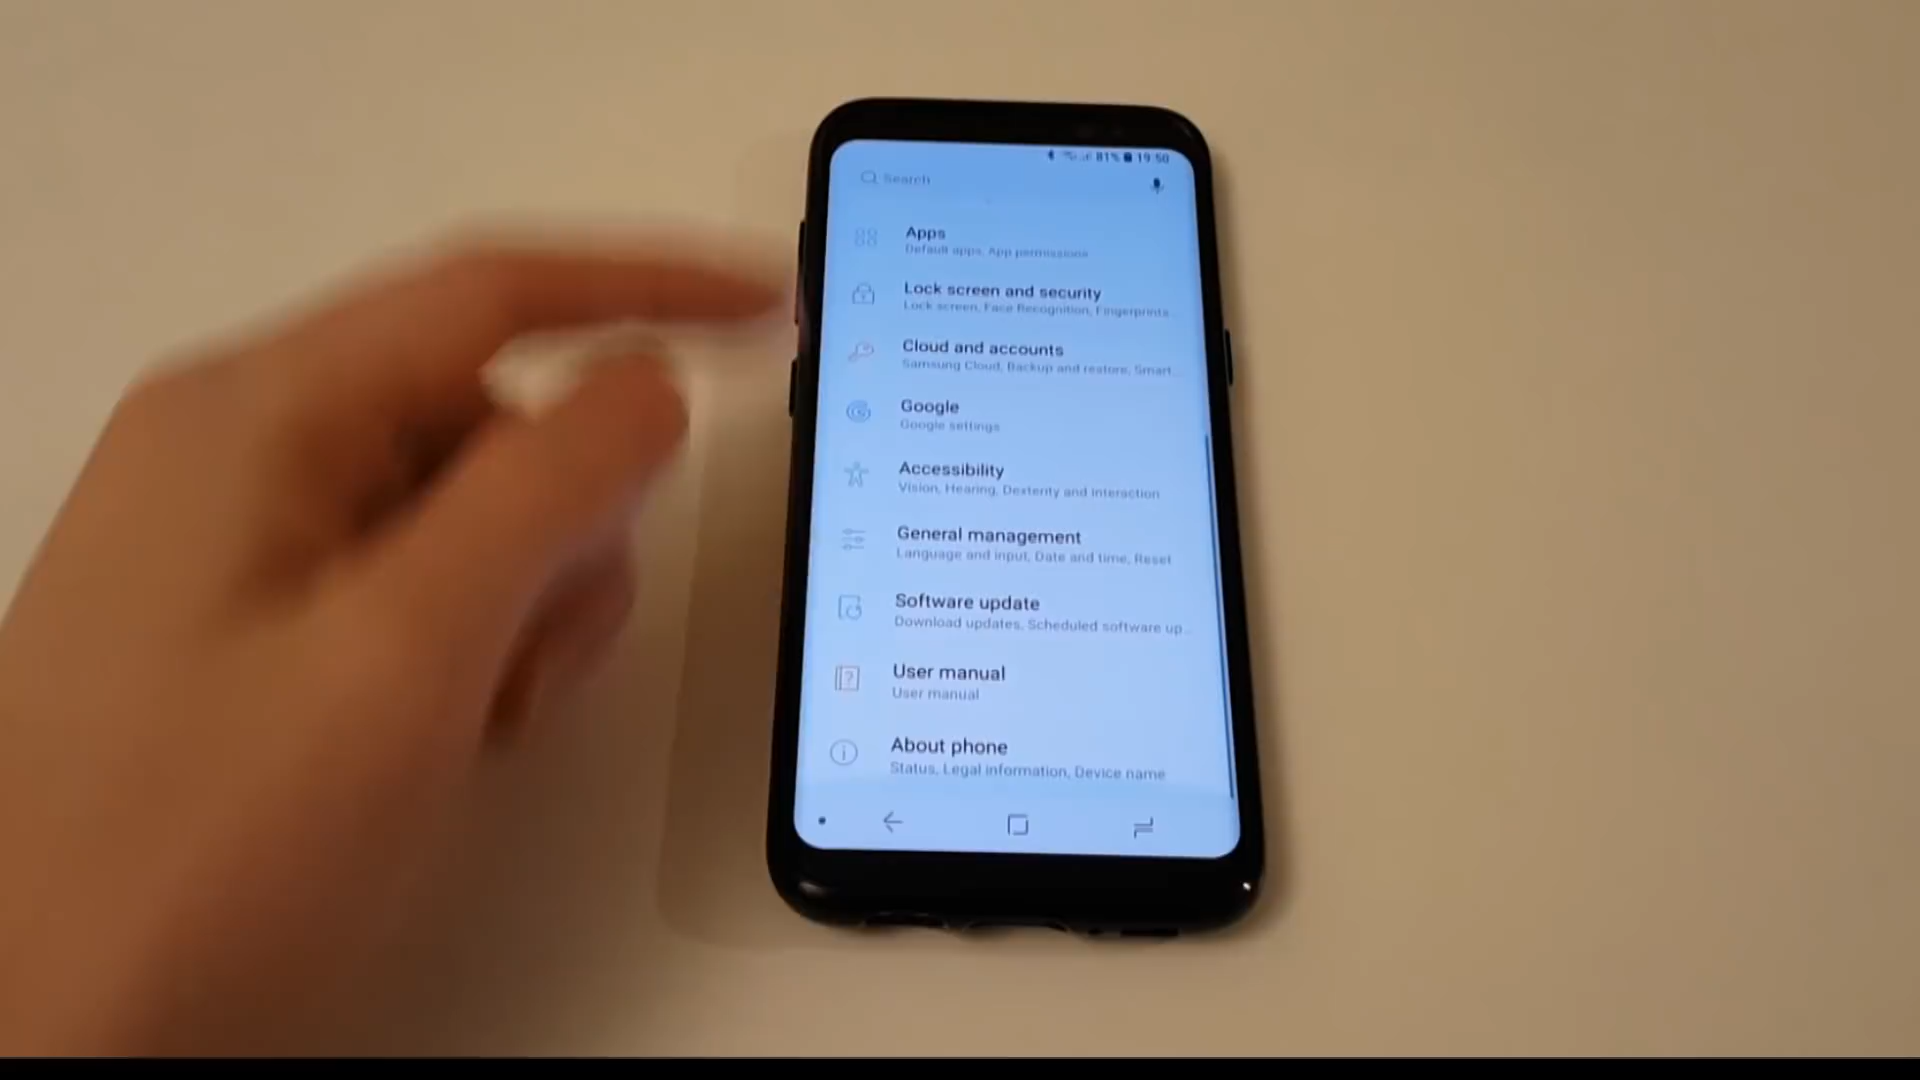 81% 19:50
Search
Apps
Default apps, App permissions
Lock screen and security
Lock screen, Face Recognition, Fingerprints...
Cloud and accounts
Samsung Cloud, Backup and restore, Smart...
Google
Google settings
Accessibility
Vision, Hearing, Dexterity and interaction
General management
Language and input, Date and time, Reset
Software update
Download updates, Scheduled software up...
User manual
User manual
About phone
Status, Legal information, Device name